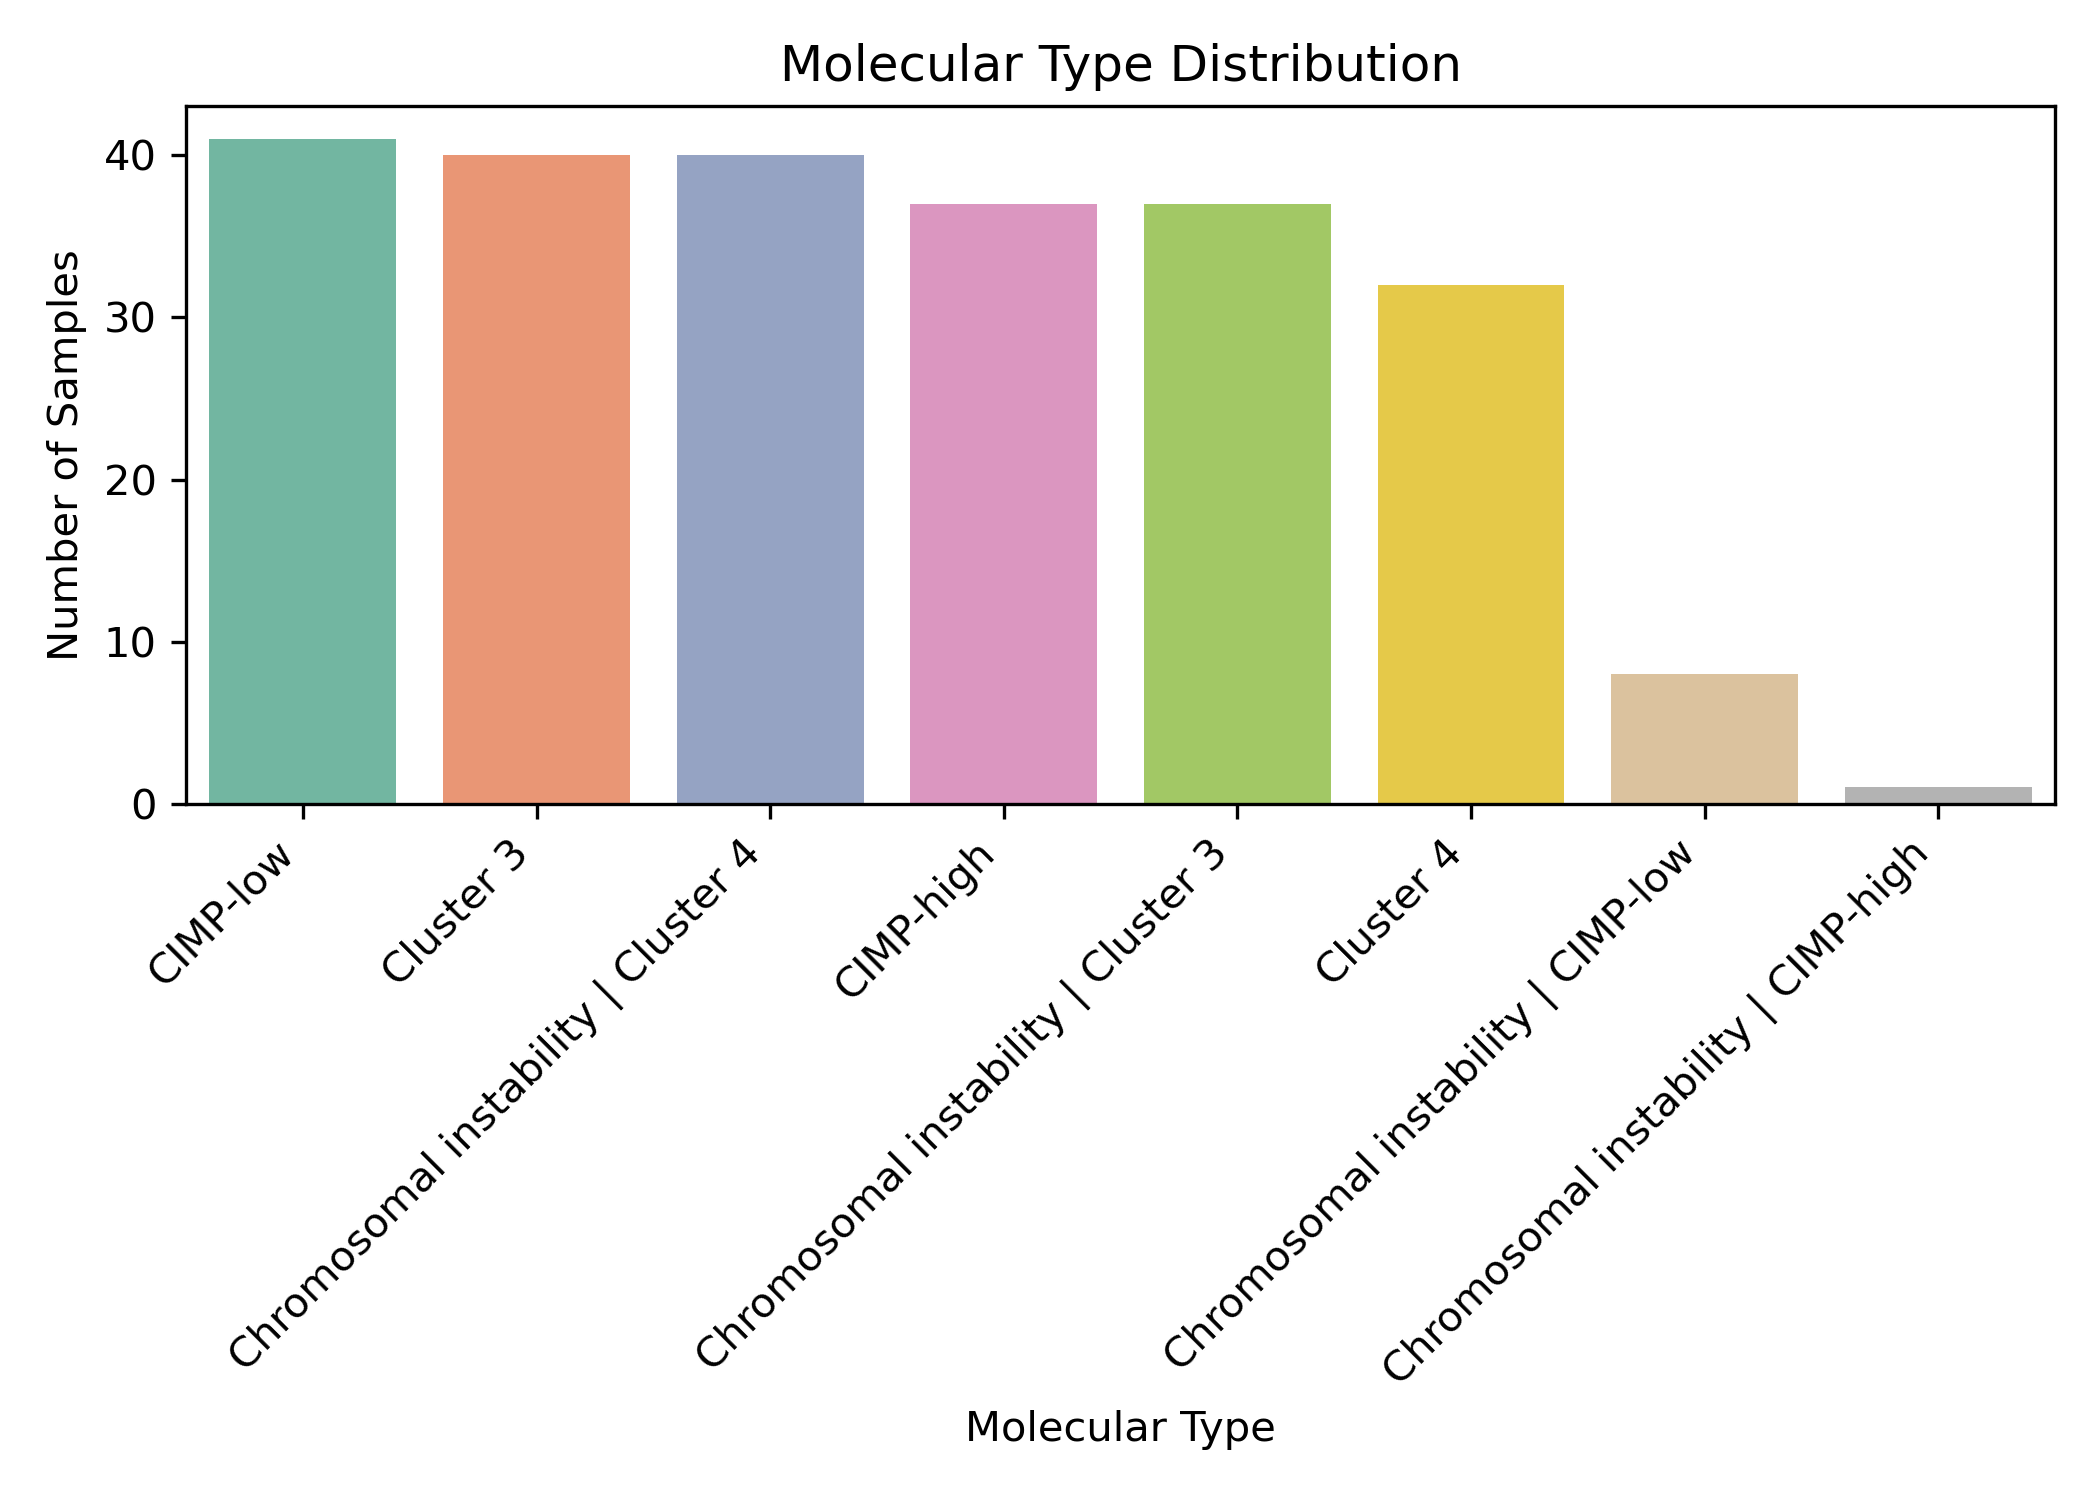 Molecular Type Distribution
Number of Samples
40
30
20
10
0
CIMP-low
Cluster 3
Chromosomal instability | Cluster 4
CIMP-high
Chromosomal instability | Cluster 3
Cluster 4
Chromosomal instability | CIMP-low
Chromosomal instability | CIMP-high
Molecular Type